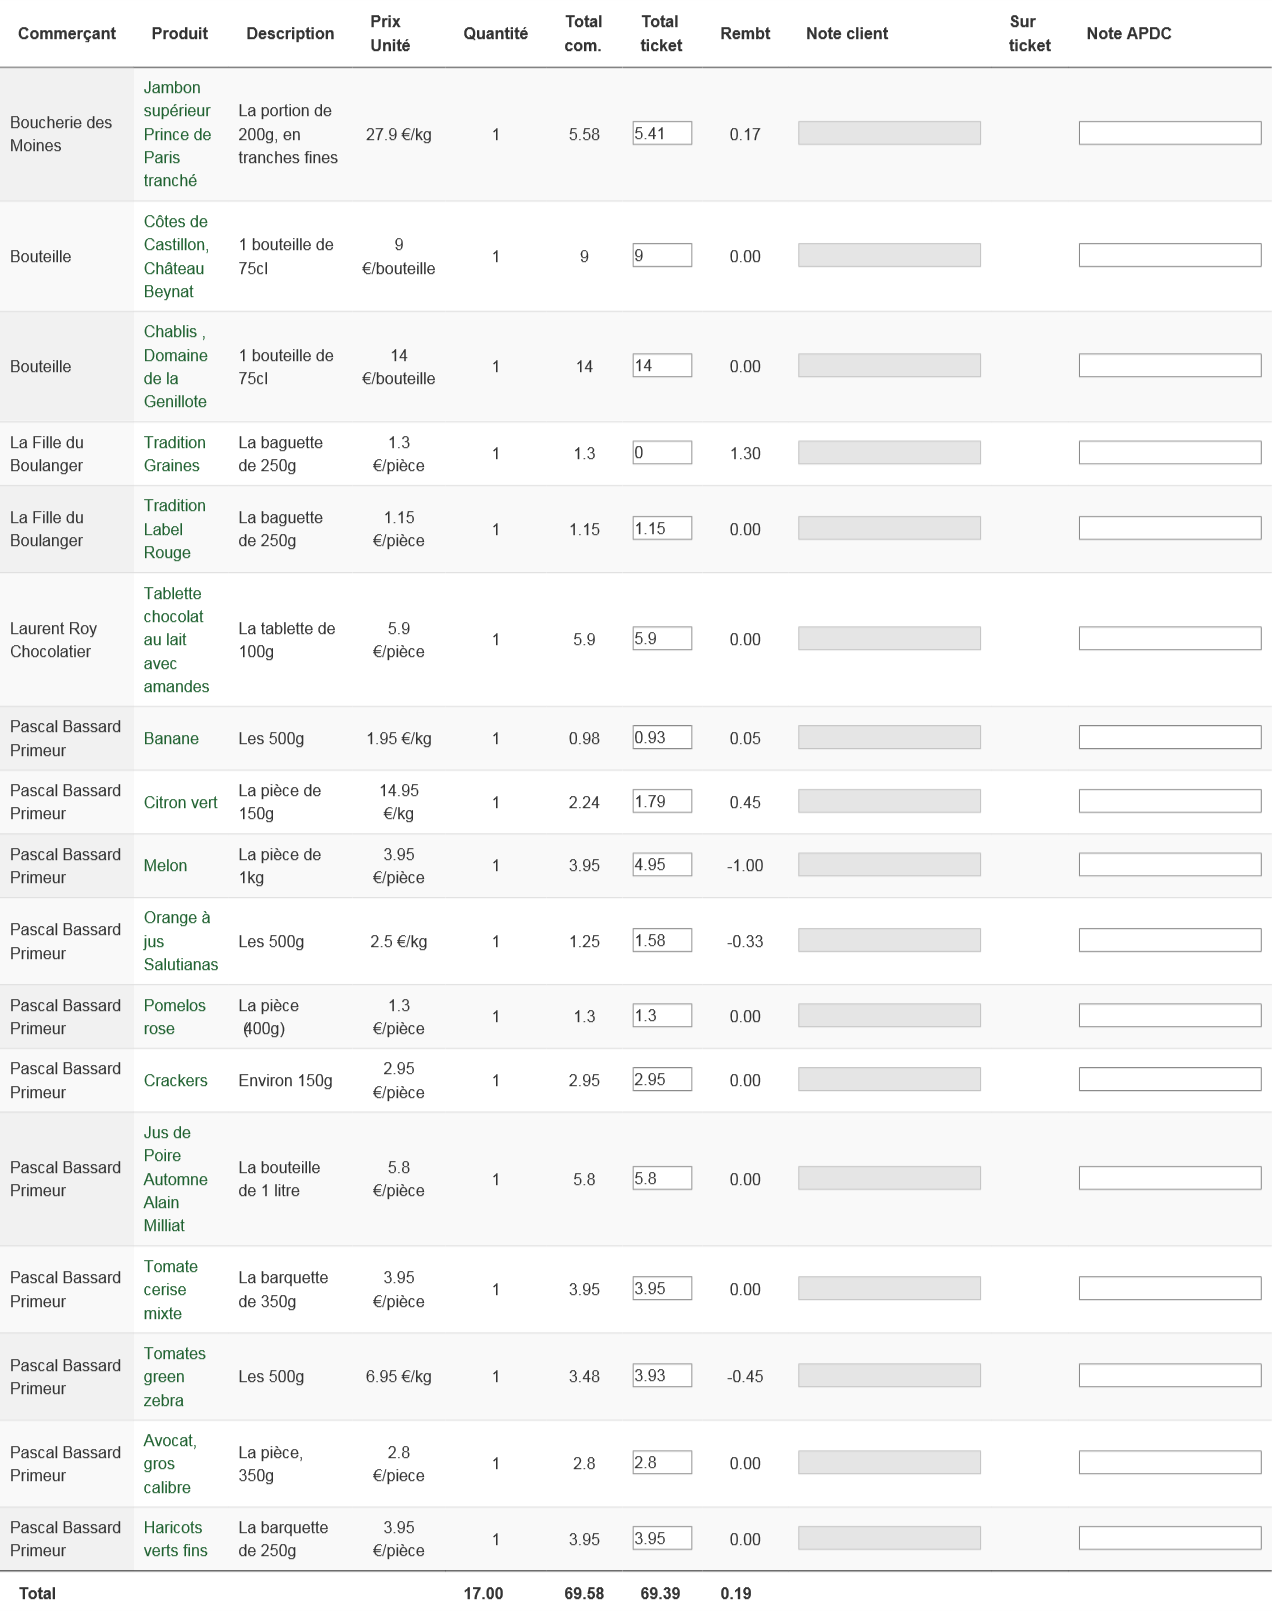 Commerçant Produit Description Prix Unité Quantité Total com. Total ticket Rembt Note client Sur ticket Note APDC
Boucherie des Moines Jambon supérieur Prince de Paris tranché La portion de 200g, en tranches fines 27.9 €/kg 1 5.58 5.41 0.17
Bouteille Côtes de Castillon, Château Beynat 1 bouteille de 75cl 9 €/bouteille 1 9 9 0.00
Bouteille Chablis , Domaine de la Genillote 1 bouteille de 75cl 14 €/bouteille 1 14 14 0.00
La Fille du Boulanger Tradition Graines La baguette de 250g 1.3 €/pièce 1 1.3 0 1.30
La Fille du Boulanger Tradition Label Rouge La baguette de 250g 1.15 €/pièce 1 1.15 1.15 0.00
Laurent Roy Chocolatier Tablette chocolat au lait avec amandes La tablette de 100g 5.9 €/pièce 1 5.9 5.9 0.00
Pascal Bassard Primeur Banane Les 500g 1.95 €/kg 1 0.98 0.93 0.05
Pascal Bassard Primeur Citron vert La pièce de 150g 14.95 €/kg 1 2.24 1.79 0.45
Pascal Bassard Primeur Melon La pièce de 1kg 3.95 €/pièce 1 3.95 4.95 -1.00
Pascal Bassard Primeur Orange à jus Salutianas Les 500g 2.5 €/kg 1 1.25 1.58 -0.33
Pascal Bassard Primeur Pomelos rose La pièce (400g) 1.3 €/pièce 1 1.3 1.3 0.00
Pascal Bassard Primeur Crackers Environ 150g 2.95 €/pièce 1 2.95 2.95 0.00
Pascal Bassard Primeur Jus de Poire Automne Alain Milliat La bouteille de 1 litre 5.8 €/pièce 1 5.8 5.8 0.00
Pascal Bassard Primeur Tomate cerise mixte La barquette de 350g 3.95 €/pièce 1 3.95 3.95 0.00
Pascal Bassard Primeur Tomates green zebra Les 500g 6.95 €/kg 1 3.48 3.93 -0.45
Pascal Bassard Primeur Avocat, gros calibre La pièce, 350g 2.8 €/piece 1 2.8 2.8 0.00
Pascal Bassard Primeur Haricots verts fins La barquette de 250g 3.95 €/pièce 1 3.95 3.95 0.00
Total 17.00 69.58 69.39 0.19